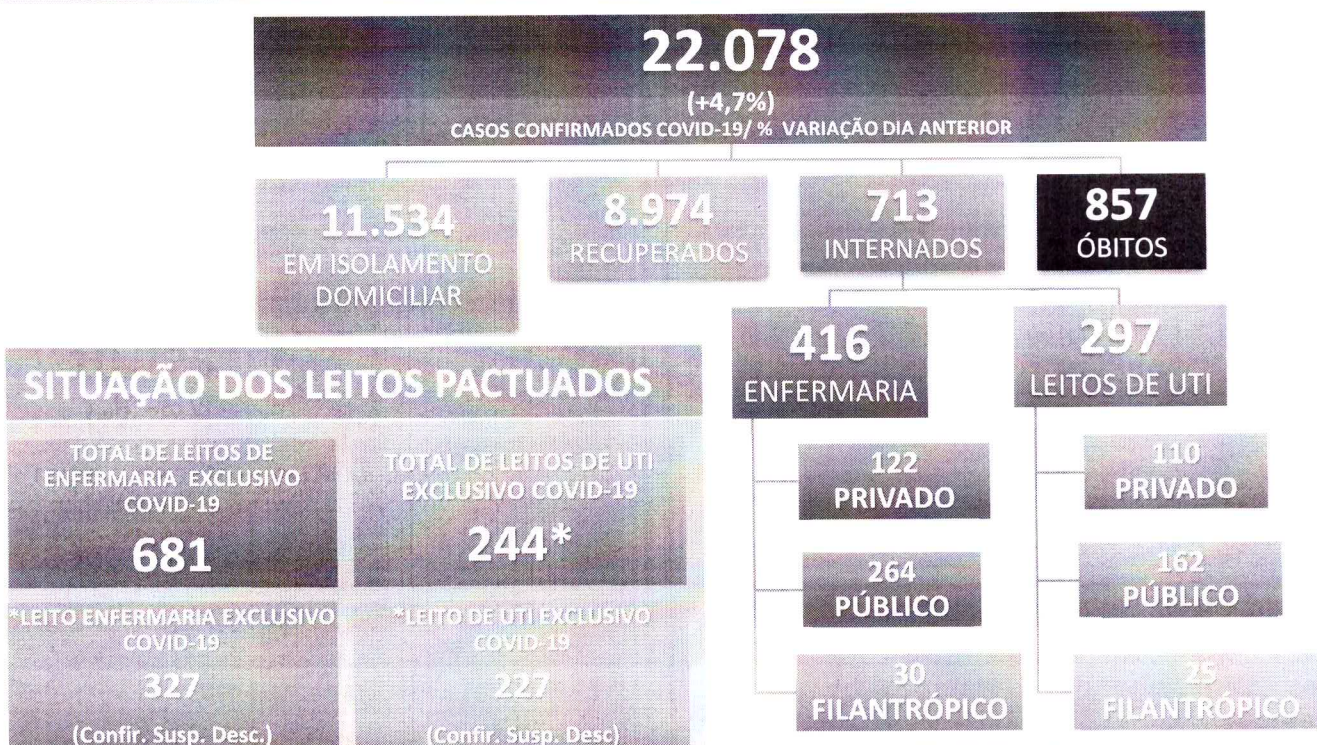 22.078
(+4,7%)
CASOS CONFIRMADOS COVID-19/ % VARIAÇÃO DIA ANTERIOR
11.534
EM ISOLAMENTO
DOMICILIAR
8.974
RECUPERADOS
713
INTERNADOS
857
ÓBITOS
416
ENFERMARIA
297
LEITOS DE UTI
122
PRIVADO
264
PÚBLICO
30
FILANTRÓPICO
110
PRIVADO
162
PÚBLICO
25
FILANTRÓPICO
SITUAÇÃO DOS LEITOS PACTUADOS
TOTAL DE LEITOS DE
ENFERMARIA EXCLUSIVO
COVID-19
681
TOTAL DE LEITOS DE UTI
EXCLUSIVO COVID-19
244*
*LEITO ENFERMARIA EXCLUSIVO
COVID-19
327
(Confir. Susp. Desc.)
*LEITO DE UTI EXCLUSIVO
COVID-19
227
(Confir. Susp. Desc)